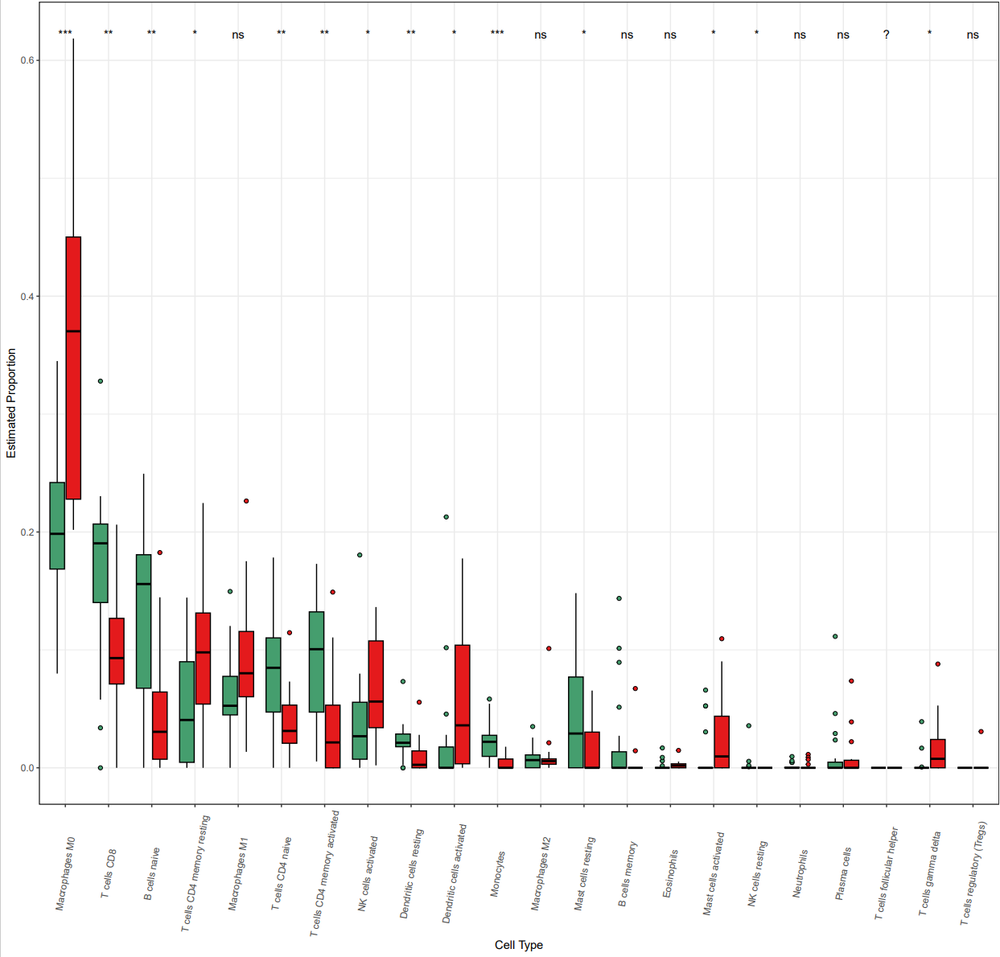 *** ** ** * ns ** ** * ** * *** ns * ns ns * * ns ns ? * ns
Estimated Proportion
0.6
0.4
0.2
0.0
Macrophages M0
T cells CD8
B cells naive
T cells CD4 memory resting
Macrophages M1
T cells CD4 naive
T cells CD4 memory activated
NK cells activated
Dendritic cells resting
Dendritic cells activated
Monocytes
Macrophages M2
Mast cells resting
B cells memory
Eosinophils
Mast cells activated
NK cells resting
Neutrophils
Plasma cells
T cells follicular helper
T cells gamma delta
T cells regulatory (Tregs)
Cell Type